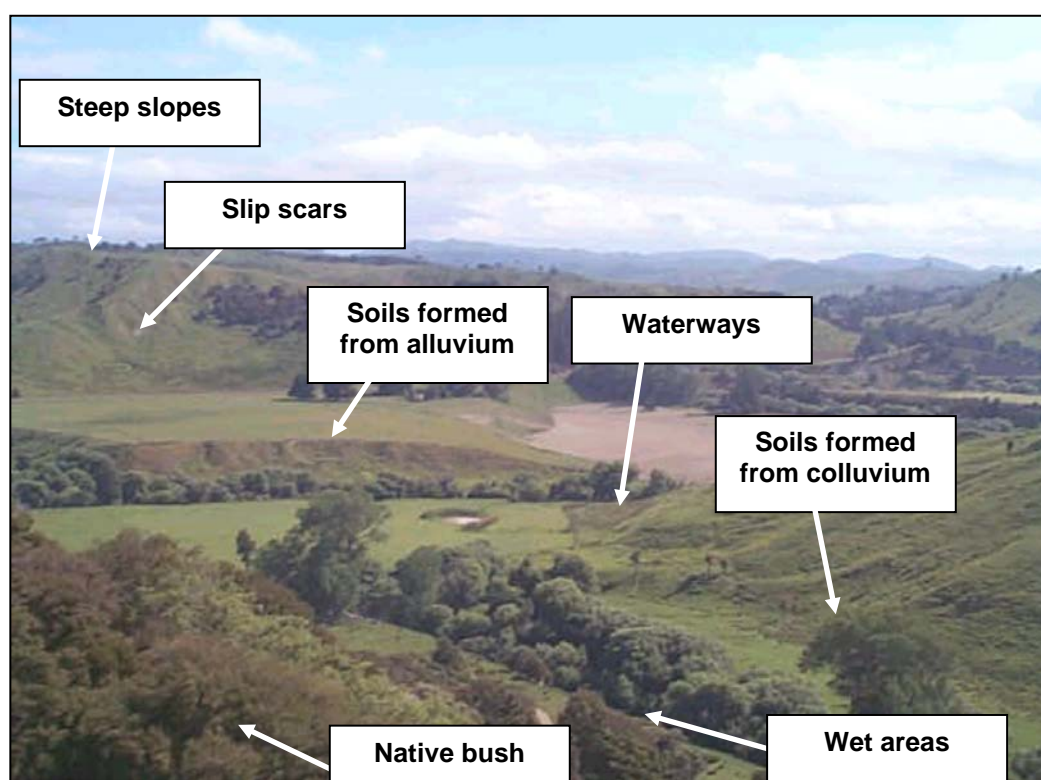 Steep slopes
Slip scars
Soils formed
from alluvium
Waterways
Soils formed
from colluvium
Native bush
Wet areas